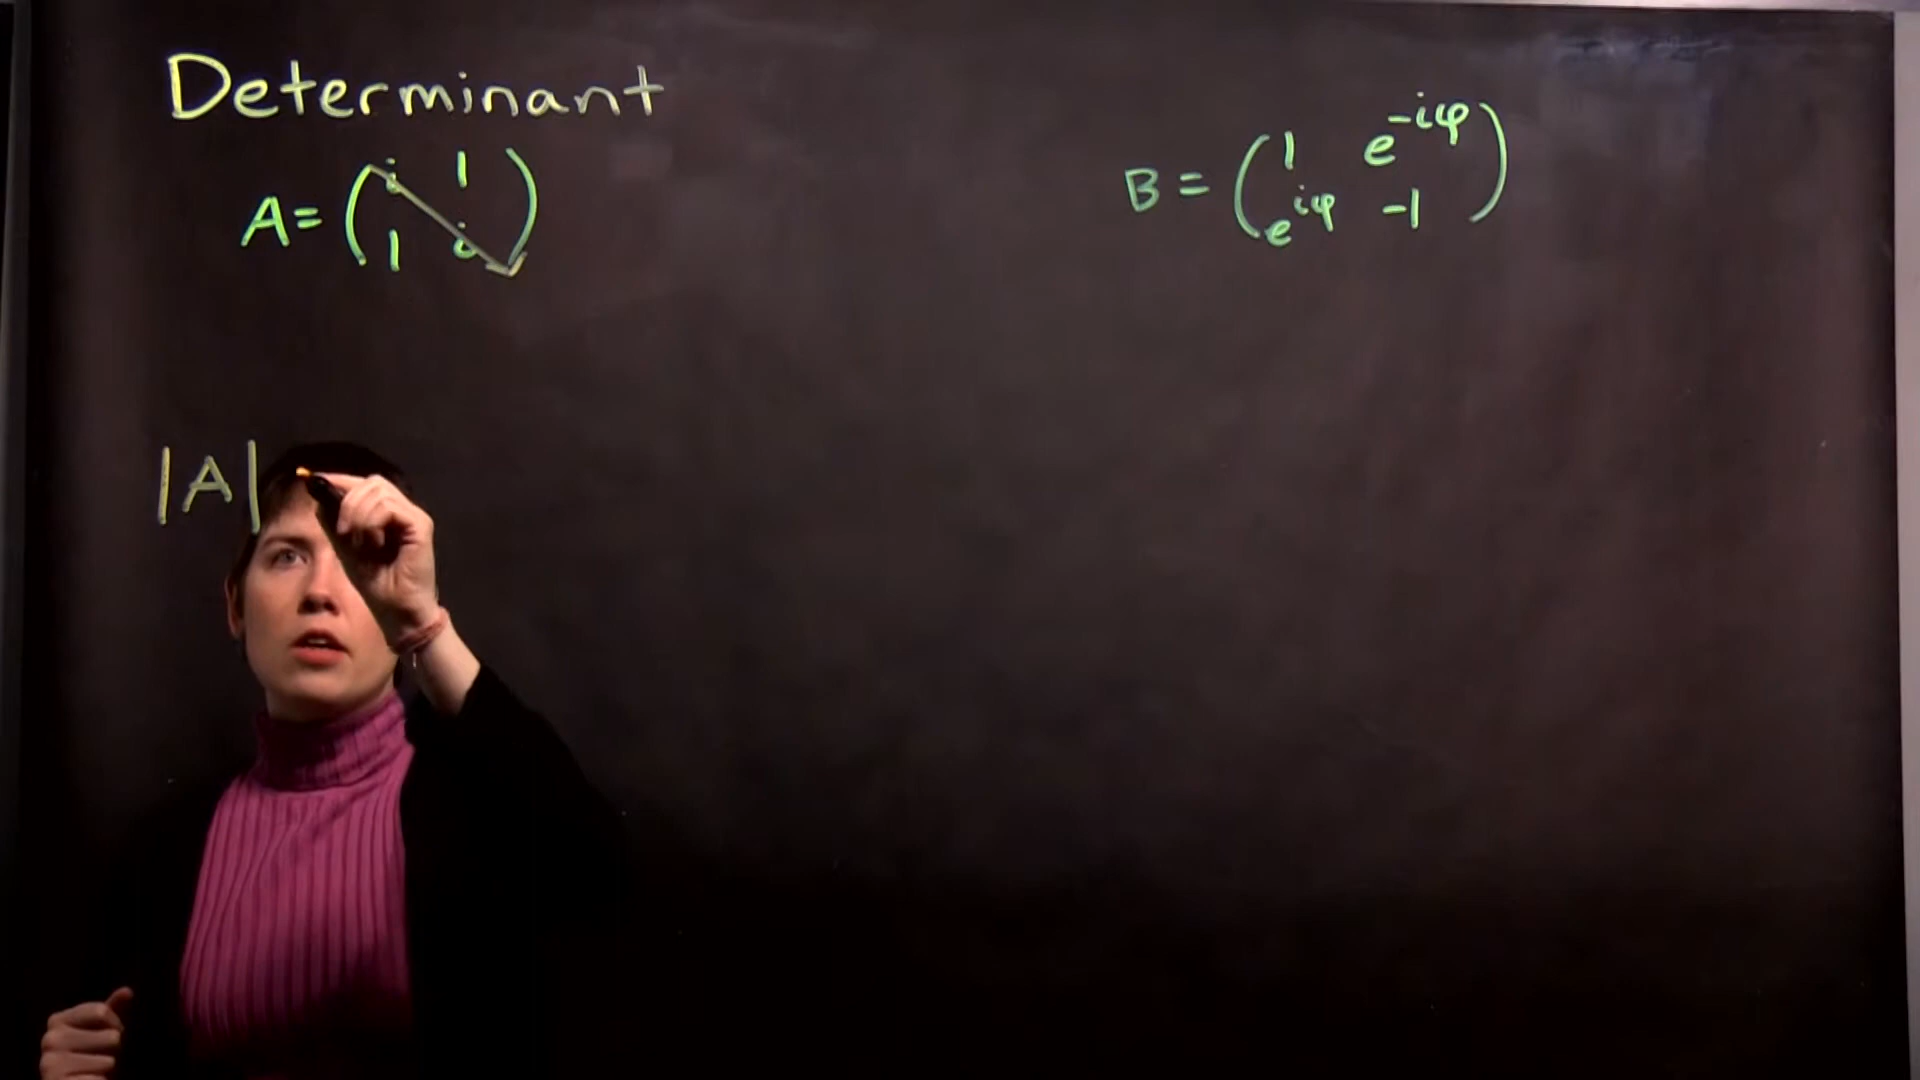 Determinant
A = ( i 1
1 i )
B = ( 1 e^{-iφ}
e^{iφ} -1 )
|A|